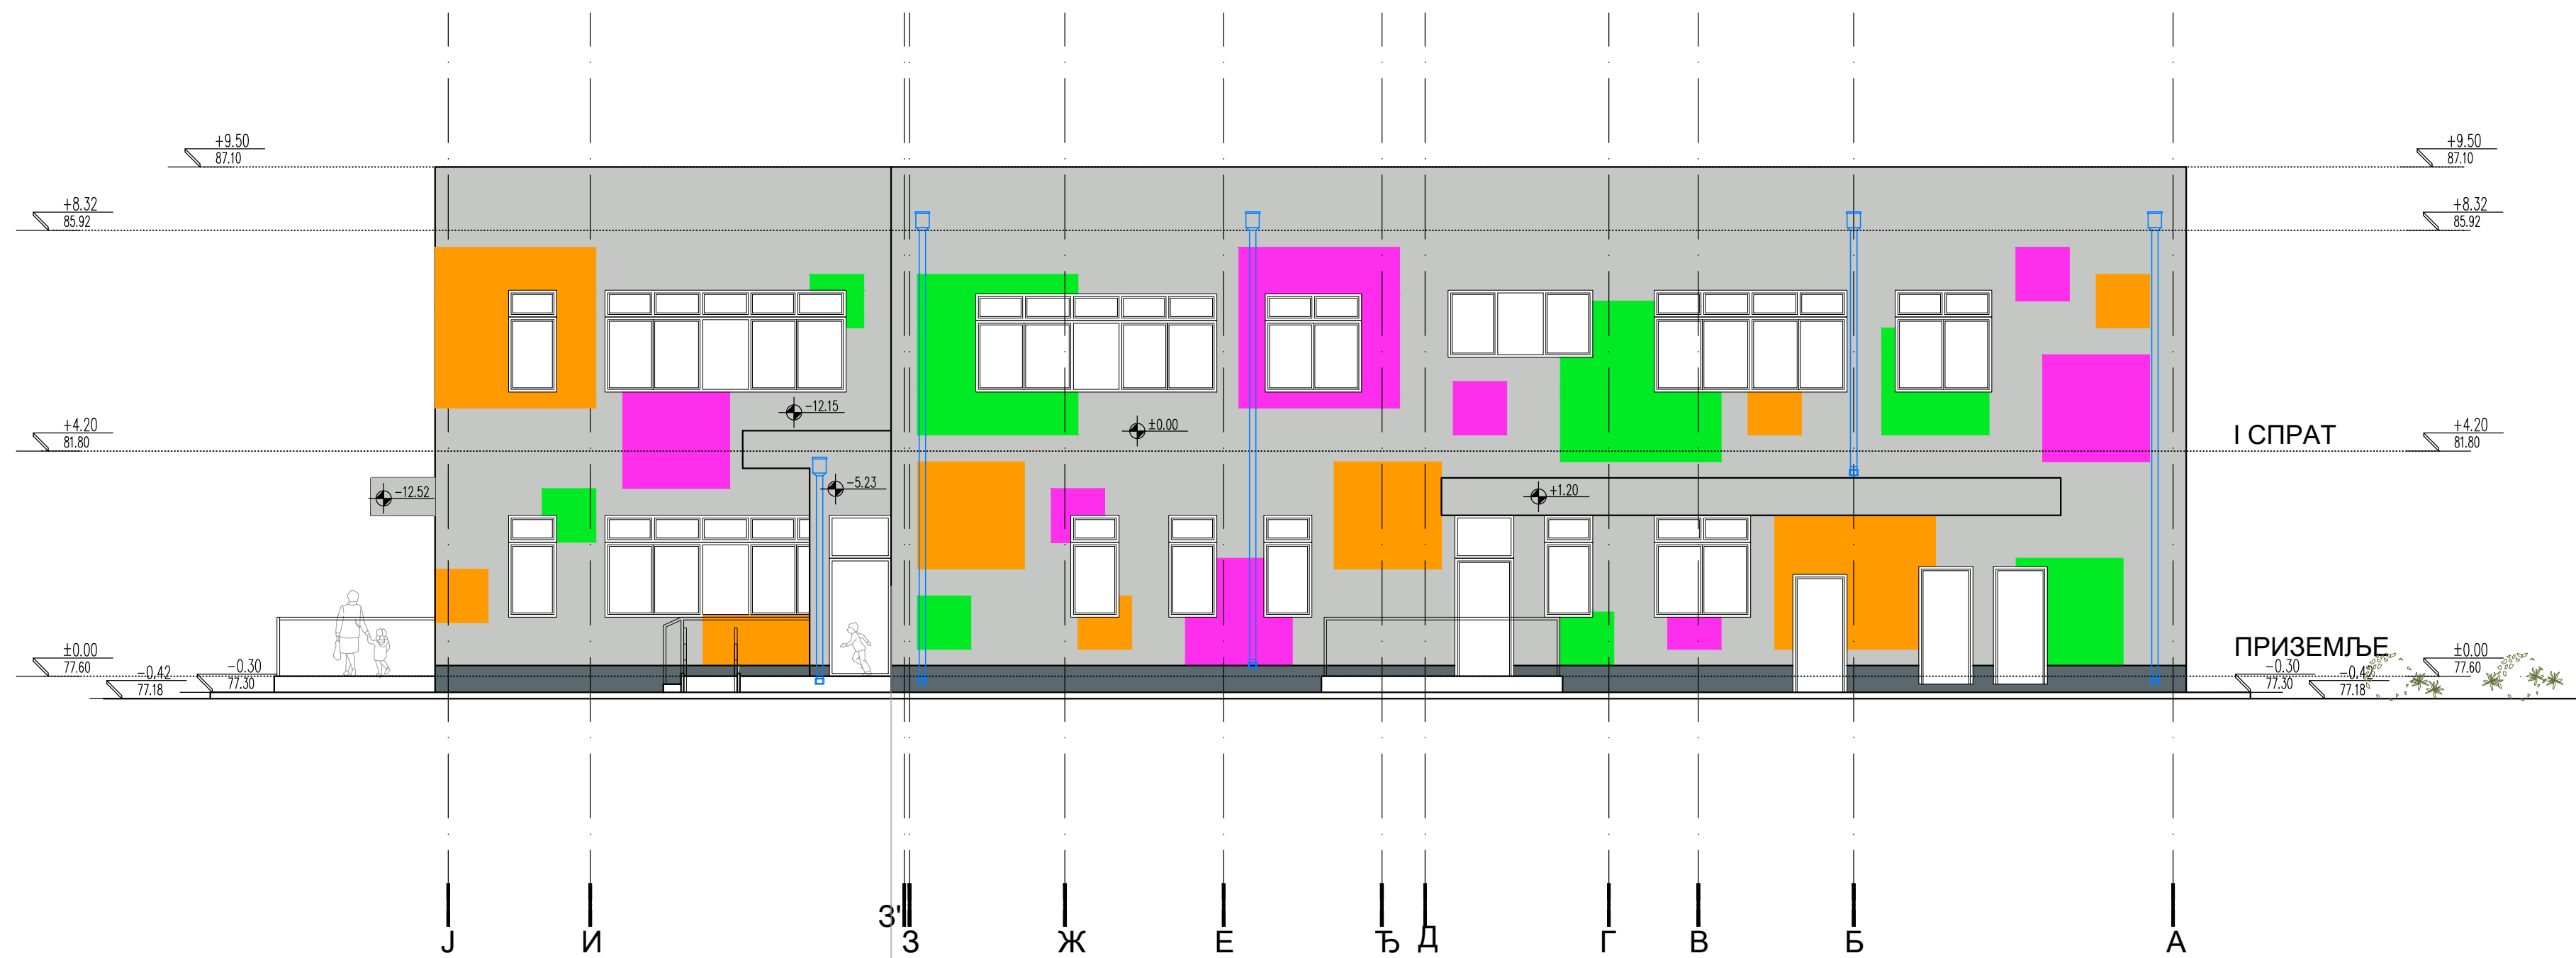 +9.50
87.10
+9.50
87.10
+8.32
85.92
+8.32
85.92
-12.15
±0.00
+4.20
81.80
I СПРАТ
+4.20
81.80
-12.52
-5.23
+1.20
±0.00
77.60
-0.42
77.18
-0.30
77.30
ПРИЗЕМЉЕ
-0.30
77.30
-0.42
77.18
±0.00
77.60
Ј
И
З'
З
Ж
Е
Ђ
Д
Г
В
Б
А